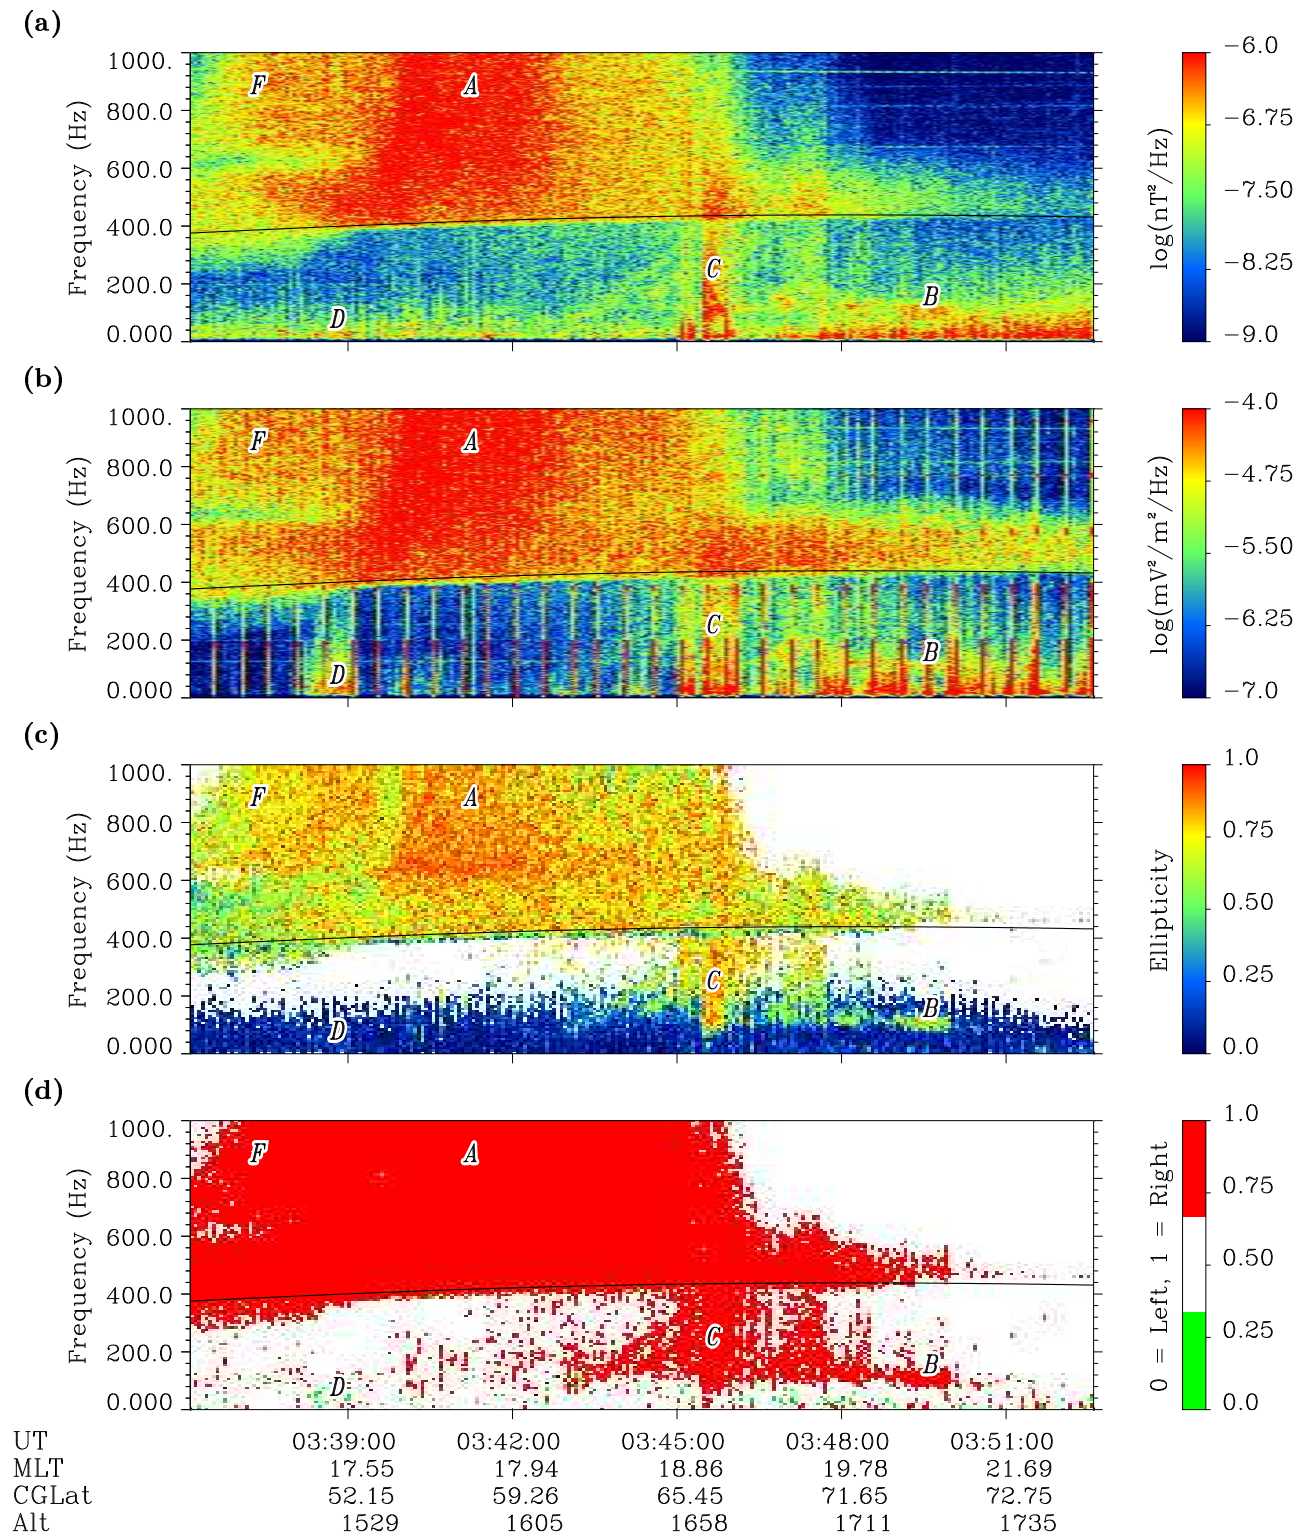 (a)
Frequency (Hz)
1000.
800.0
600.0
400.0
200.0
0.000
F
A
C
B
D
log(nT²/Hz)
−6.0
−6.75
−7.50
−8.25
−9.0
(b)
Frequency (Hz)
1000.
800.0
600.0
400.0
200.0
0.000
F
A
C
B
D
log(mV²/m²/Hz)
−4.0
−4.75
−5.50
−6.25
−7.0
(c)
Frequency (Hz)
1000.
800.0
600.0
400.0
200.0
0.000
F
A
C
B
D
Ellipticity
1.0
0.75
0.50
0.25
0.0
(d)
Frequency (Hz)
1000.
800.0
600.0
400.0
200.0
0.000
F
A
C
B
D
0 = Left, 1 = Right
1.0
0.75
0.50
0.25
0.0
UT 03:39:00 03:42:00 03:45:00 03:48:00 03:51:00
MLT 17.55 17.94 18.86 19.78 21.69
CGLat 52.15 59.26 65.45 71.65 72.75
Alt 1529 1605 1658 1711 1735